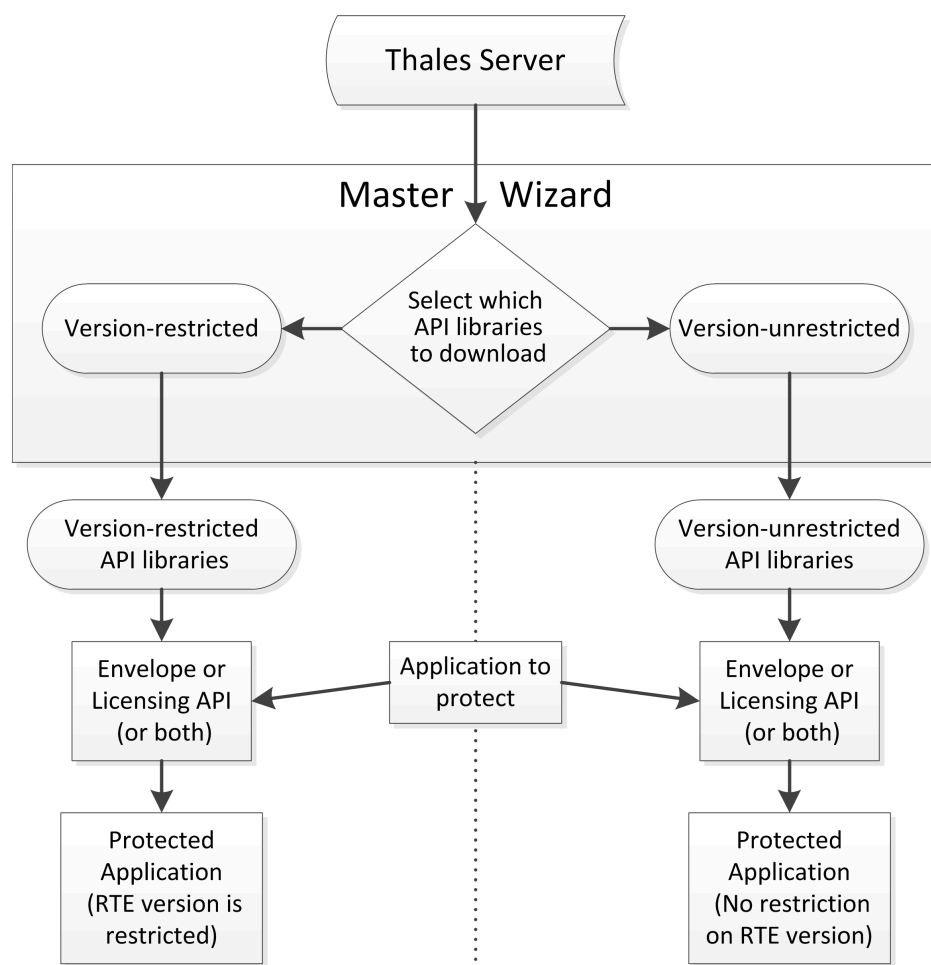 Thales Server
Master Wizard
Select which
API libraries
to download
Version-restricted
Version-unrestricted
Version-restricted
API libraries
Version-unrestricted
API libraries
Envelope or
Licensing API
(or both)
Application to
protect
Envelope or
Licensing API
(or both)
Protected
Application
(RTE version is
restricted)
Protected
Application
(No restriction
on RTE version)